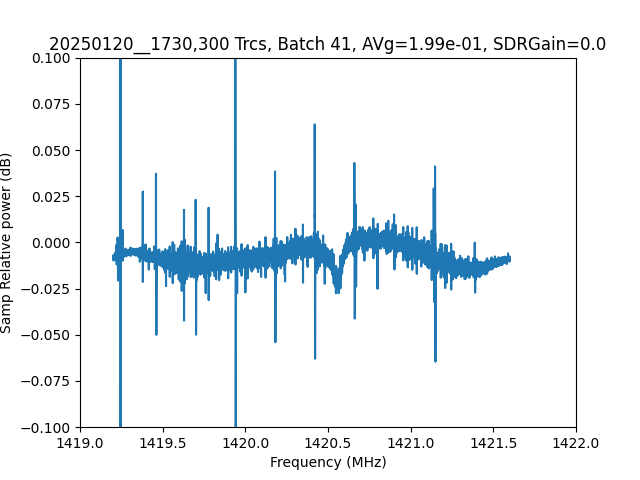 20250120__1730,300 Trcs, Batch 41, AVg=1.99e-01, SDRGain=0.0
0.100
0.075
0.050
0.025
0.000
−0.025
−0.050
−0.075
−0.100
Samp Relative power (dB)
1419.0 1419.5 1420.0 1420.5 1421.0 1421.5 1422.0
Frequency (MHz)